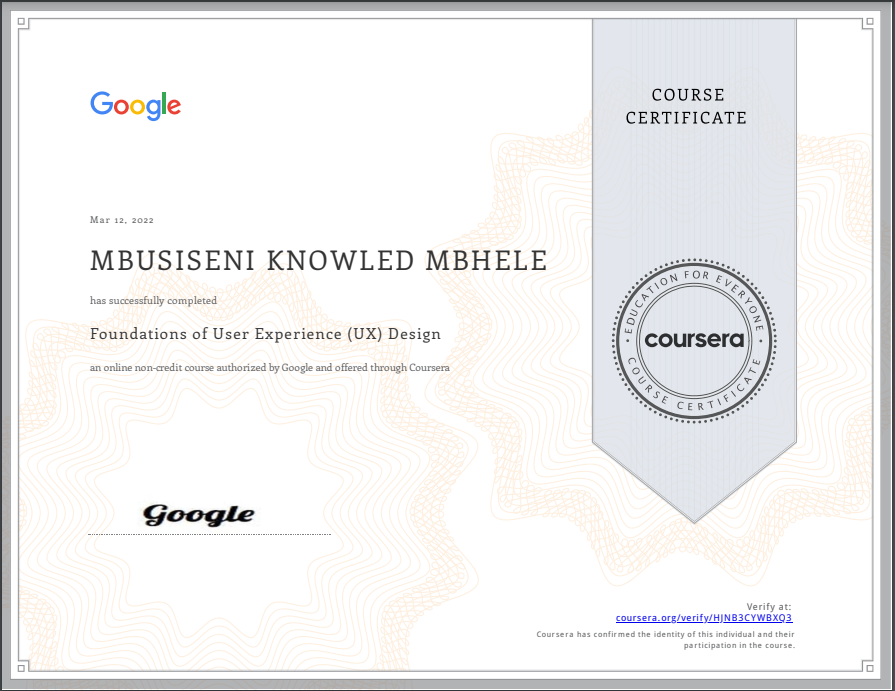 Google
COURSE
CERTIFICATE
Mar 12, 2022
MBUSISENI KNOWLED MBHELE
has successfully completed
Foundations of User Experience (UX) Design
an online non-credit course authorized by Google and offered through Coursera
EDUCATION FOR EVERYONE
coursera
COURSE CERTIFICATE
Google
Verify at:
coursera.org/verify/HJNB3CYWBXQ3
Coursera has confirmed the identity of this individual and their
participation in the course.